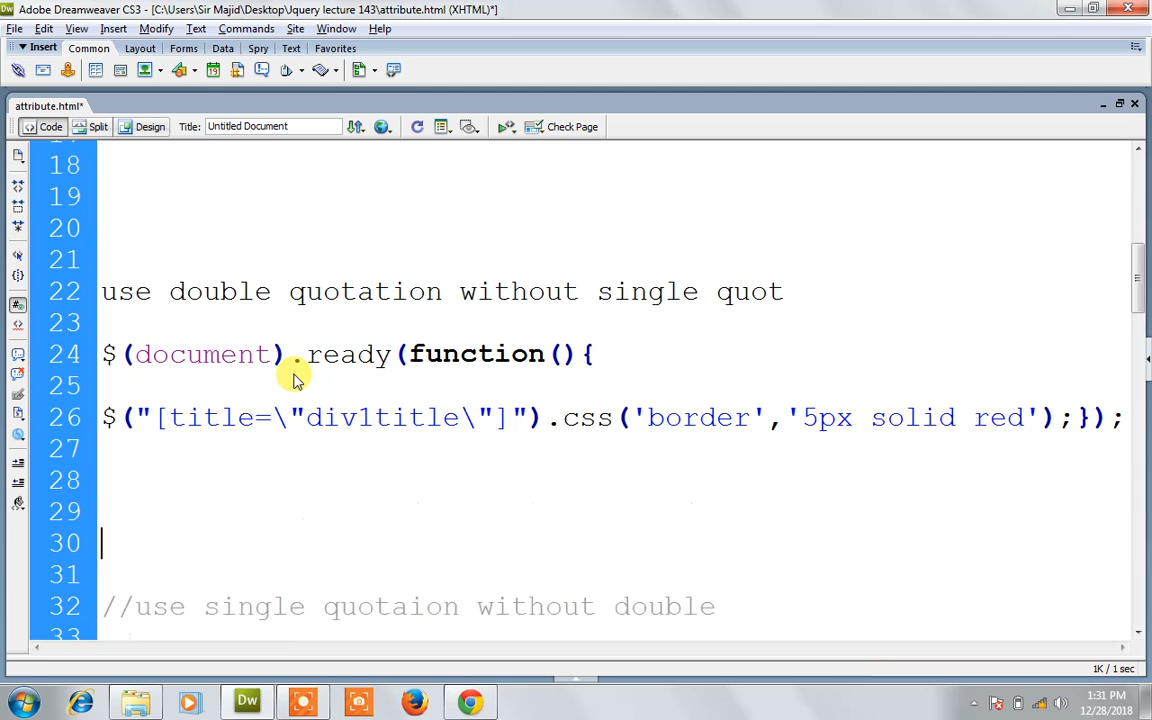 Adobe Dreamweaver CS3 - [C:\Users\Sir Majid\Desktop\Jquery lecture 143\attribute.html (XHTML)*]
File Edit View Insert Modify Text Commands Site Window Help
Insert Common Layout Forms Data Spry Text Favorites
attribute.html*
Code Split Design Title: Untitled Document Check Page
18
19
20
21
22 use double quotation without single quot
23
24 $(document).ready(function(){
25
26 $("[title=\"div1title\"]").css('border','5px solid red');});
27
28
29
30
31
32 //use single quotaion without double
33
1K / 1 sec
Dw
1:31 PM
12/28/2018